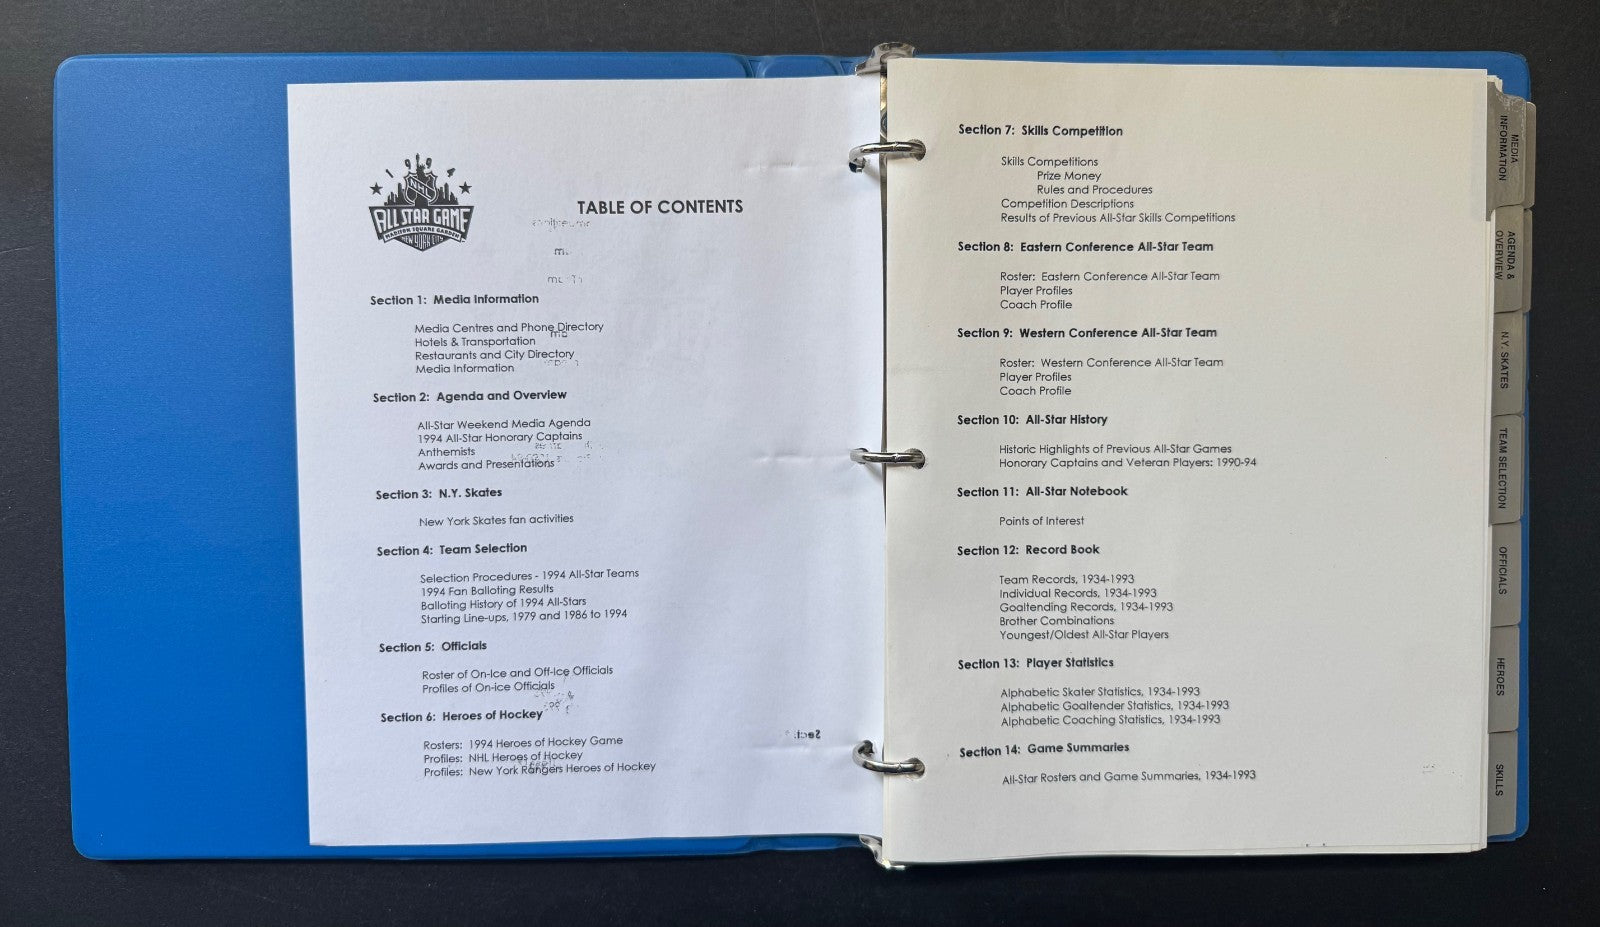 1994
NHL
ALL STAR GAME
MADISON SQUARE GARDEN
NEW YORK CITY
TABLE OF CONTENTS
Section 1: Media Information
Media Centres and Phone Directory
Hotels & Transportation
Restaurants and City Directory
Media Information
Section 2: Agenda and Overview
All-Star Weekend Media Agenda
1994 All-Star Honorary Captains
Anthemists
Awards and Presentations
Section 3: N.Y. Skates
New York Skates fan activities
Section 4: Team Selection
Selection Procedures - 1994 All-Star Teams
1994 Fan Balloting Results
Balloting History of 1994 All-Stars
Starting Line-ups, 1979 and 1986 to 1994
Section 5: Officials
Roster of On-Ice and Off-Ice Officials
Profiles of On-ice Officials
Section 6: Heroes of Hockey
Rosters: 1994 Heroes of Hockey Game
Profiles: NHL Heroes of Hockey
Profiles: New York Rangers Heroes of Hockey
Section 7: Skills Competition
Skills Competitions
Prize Money
Rules and Procedures
Competition Descriptions
Results of Previous All-Star Skills Competitions
Section 8: Eastern Conference All-Star Team
Roster: Eastern Conference All-Star Team
Player Profiles
Coach Profile
Section 9: Western Conference All-Star Team
Roster: Western Conference All-Star Team
Player Profiles
Coach Profile
Section 10: All-Star History
Historic Highlights of Previous All-Star Games
Honorary Captains and Veteran Players: 1990-94
Section 11: All-Star Notebook
Points of Interest
Section 12: Record Book
Team Records, 1934-1993
Individual Records, 1934-1993
Goaltending Records, 1934-1993
Brother Combinations
Youngest/Oldest All-Star Players
Section 13: Player Statistics
Alphabetic Skater Statistics, 1934-1993
Alphabetic Goaltender Statistics, 1934-1993
Alphabetic Coaching Statistics, 1934-1993
Section 14: Game Summaries
All-Star Rosters and Game Summaries, 1934-1993
MEDIA
INFORMATION
AGENDA &
OVERVIEW
N.Y. SKATES
TEAM SELECTION
OFFICIALS
HEROES
SKILLS